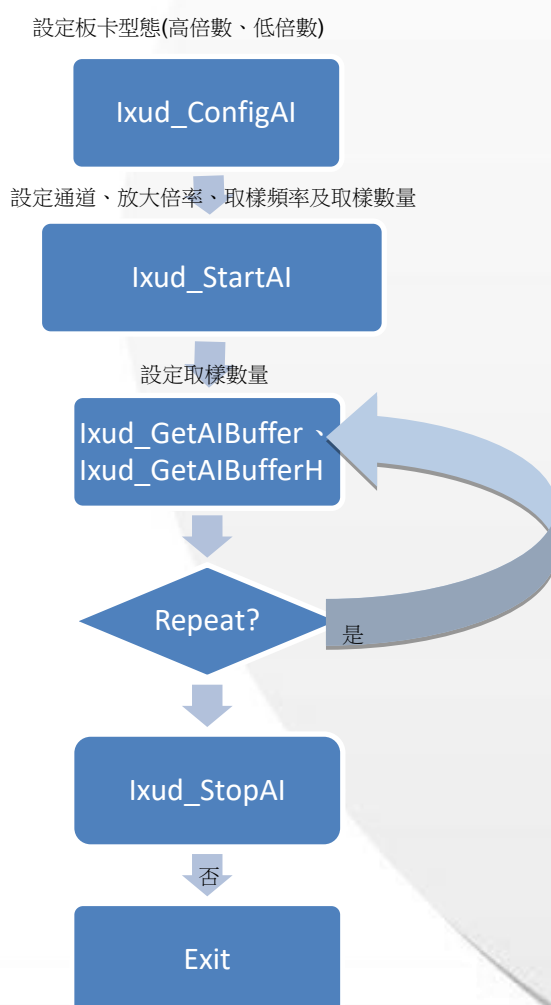 設定板卡型態(高倍數、低倍數)
Ixud_ConfigAI
設定通道、放大倍率、取樣頻率及取樣數量
Ixud_StartAI
設定取樣數量
Ixud_GetAIBuffer、
Ixud_GetAIBufferH
Repeat?
是
Ixud_StopAI
否
Exit